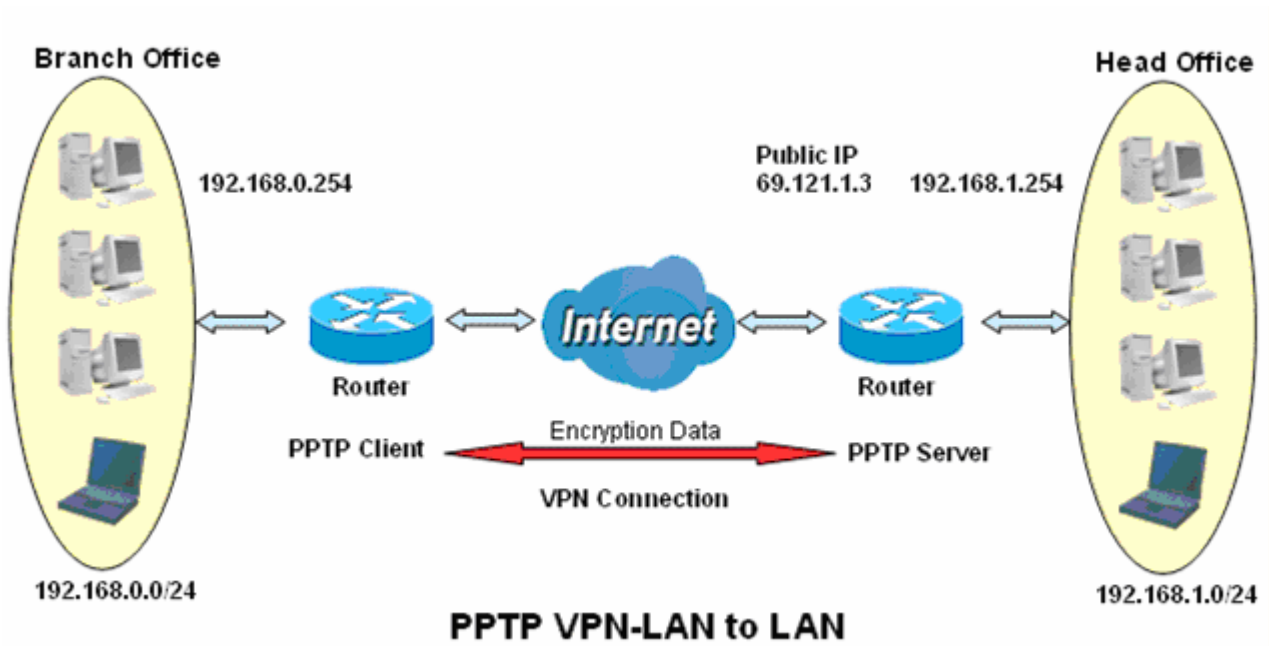 Branch Office
Head Office
Public IP
69.121.1.3
192.168.0.254
192.168.1.254
Internet
Router
Router
PPTP Client
Encryption Data
PPTP Server
VPN Connection
192.168.0.0/24
192.168.1.0/24
PPTP VPN-LAN to LAN